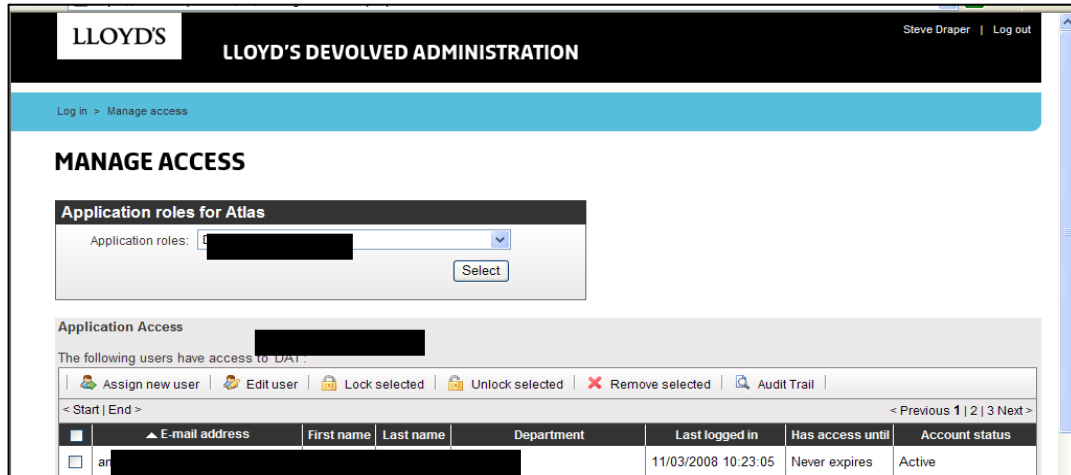 LLOYD'S
Steve Draper | Log out
LLOYD'S DEVOLVED ADMINISTRATION
Log in > Manage access
MANAGE ACCESS
Application roles for Atlas
Application roles:
Select
Application Access
The following users have access to 'DAT':
Assign new user | Edit user | Lock selected | Unlock selected | Remove selected | Audit Trail |
< Start | End > < Previous 1 | 2 | 3 Next >
E-mail address First name Last name Department Last logged in Has access until Account status
11/03/2008 10:23:05 Never expires Active